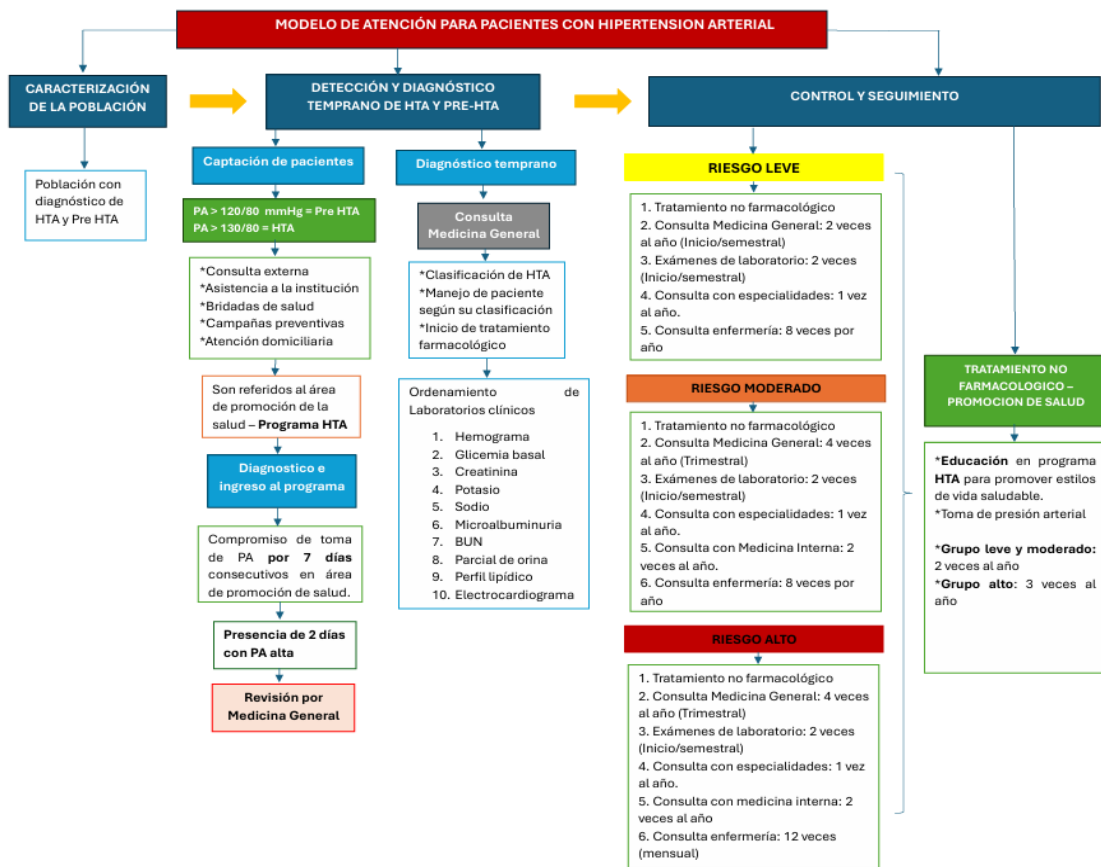 MODELO DE ATENCIÓN PARA PACIENTES CON HIPERTENSION ARTERIAL
CARACTERIZACIÓN
DE LA POBLACIÓN
Población con
diagnóstico de
HTA y Pre HTA
DETECCIÓN Y DIAGNÓSTICO
TEMPRANO DE HTA Y PRE-HTA
Captación de pacientes
PA > 120/80 mmHg = Pre HTA
PA > 130/80 = HTA
*Consulta externa
*Asistencia a la institución
*Bridadas de salud
*Campañas preventivas
*Atención domiciliaria
Son referidos al área
de promoción de la
salud – Programa HTA
Diagnostico e
ingreso al programa
Compromiso de toma
de PA por 7 días
consecutivos en área
de promoción de salud.
Presencia de 2 días
con PA alta
Revisión por
Medicina General
Diagnóstico temprano
Consulta
Medicina General
*Clasificación de HTA
*Manejo de paciente
según su clasificación
*Inicio de tratamiento
farmacológico
Ordenamiento de
Laboratorios clínicos
1. Hemograma
2. Glicemia basal
3. Creatinina
4. Potasio
5. Sodio
6. Microalbuminuria
7. BUN
8. Parcial de orina
9. Perfil lipídico
10. Electrocardiograma
CONTROL Y SEGUIMIENTO
RIESGO LEVE
1. Tratamiento no farmacológico
2. Consulta Medicina General: 2 veces
al año (Inicio/semestral)
3. Exámenes de laboratorio: 2 veces
(Inicio/semestral)
4. Consulta con especialidades: 1 vez
al año.
5. Consulta enfermería: 8 veces por
año
RIESGO MODERADO
1. Tratamiento no farmacológico
2. Consulta Medicina General: 4 veces
al año (Trimestral)
3. Exámenes de laboratorio: 2 veces
(Inicio/semestral)
4. Consulta con especialidades: 1 vez
al año.
5. Consulta con Medicina Interna: 2
veces al año.
6. Consulta enfermería: 8 veces por
año
RIESGO ALTO
1. Tratamiento no farmacológico
2. Consulta Medicina General: 4 veces
al año (Trimestral)
3. Exámenes de laboratorio: 2 veces
(Inicio/semestral)
4. Consulta con especialidades: 1 vez
al año.
5. Consulta con medicina interna: 2
veces al año
6. Consulta enfermería: 12 veces
(mensual)
TRATAMIENTO NO
FARMACOLOGICO –
PROMOCION DE SALUD
*Educación en programa
HTA para promover estilos
de vida saludable.
*Toma de presión arterial
*Grupo leve y moderado:
2 veces al año
*Grupo alto: 3 veces al
año